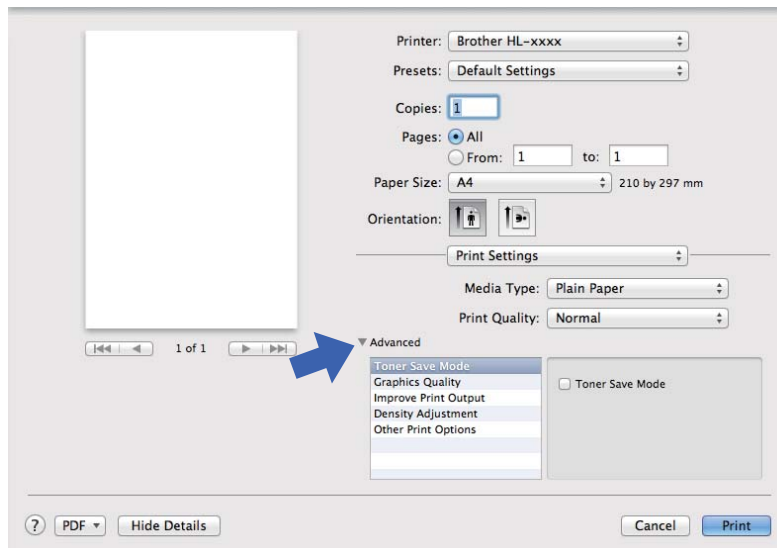 Printer: Brother HL-xxxx
Presets: Default Settings
Copies: 1
Pages: All
From: 1 to: 1
Paper Size: A4 210 by 297 mm
Orientation:
Print Settings
Media Type: Plain Paper
Print Quality: Normal
1 of 1
Advanced
Toner Save Mode
Graphics Quality
Improve Print Output
Density Adjustment
Other Print Options
Toner Save Mode
? PDF Hide Details Cancel Print